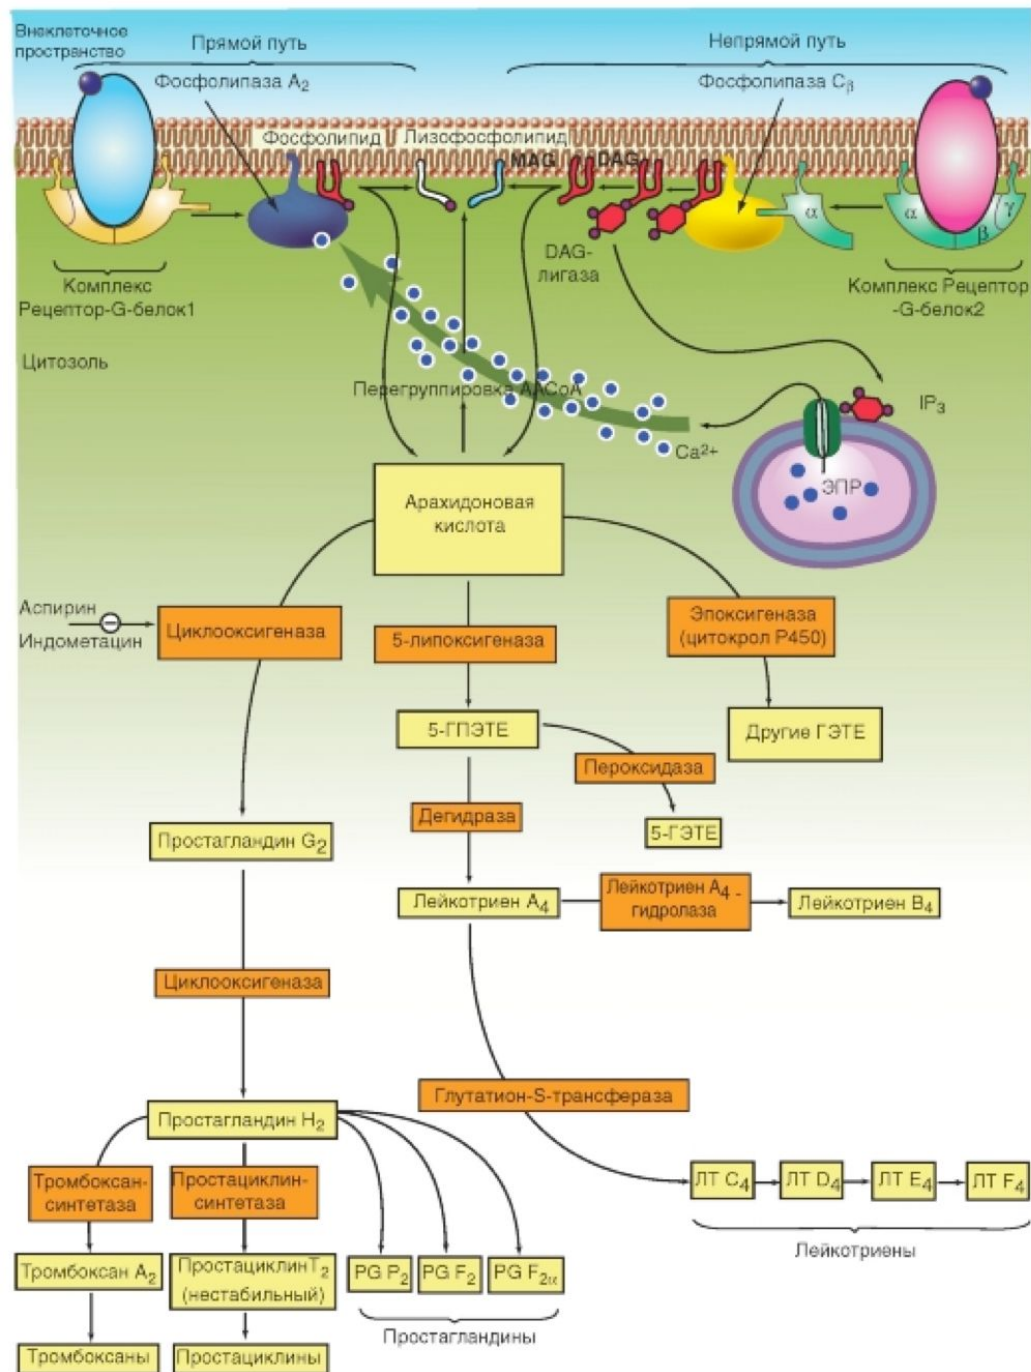 Внеклеточное
пространство
Прямой путь
Непрямой путь
Фосфолипаза A2
Фосфолипаза Cβ
Фосфолипид
Лизофосфолипид
MAG
DAG
α
α
β
γ
DAG-
лигаза
Комплекс
Рецептор-G-белок1
Комплекс Рецептор
-G-белок2
Цитозоль
Перегруппировка AACoA
Ca2+
IP3
ЭПР
Арахидоновая
кислота
Аспирин
Индометацин
Циклооксигеназа
5-липоксигеназа
Эпоксигеназа
(цитокрол P450)
5-ГПЭТЕ
Другие ГЭТЕ
Пероксидаза
Дегидраза
5-ГЭТЕ
Простагландин G2
Лейкотриен A4
Лейкотриен A4 -
гидролаза
Лейкотриен B4
Циклооксигеназа
Глутатион-S-трансфераза
Простагландин H2
Тромбоксан-
синтетаза
Простациклин-
синтетаза
ЛТ C4
ЛТ D4
ЛТ E4
ЛТ F4
Лейкотриены
Тромбоксан A2
Простациклин T2
(нестабильный)
PG P2
PG F2
PG F2α
Простагландины
Тромбоксаны
Простациклины